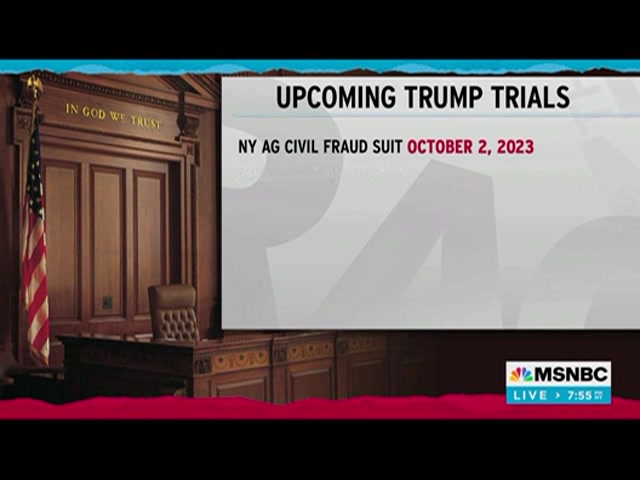 UPCOMING TRUMP TRIALS
IN GOD WE TRUST
NY AG CIVIL FRAUD SUIT OCTOBER 2, 2023
MSNBC
LIVE > 7:55